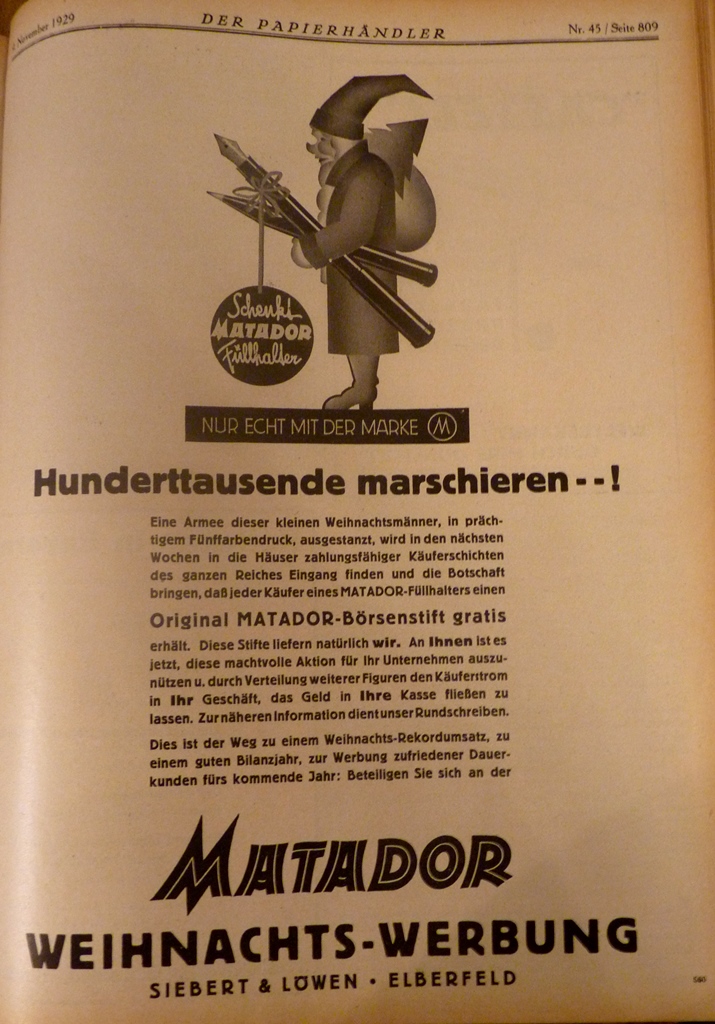 November 1929
DER PAPIERHÄNDLER
Nr. 45 / Seite 809
Schenkt
MATADOR
Füllhalter
NUR ECHT MIT DER MARKE M
Hunderttausende marschieren - - !
Eine Armee dieser kleinen Weihnachtsmänner, in präch-
tigem Fünffarbendruck, ausgestanzt, wird in den nächsten
Wochen in die Häuser zahlungsfähiger Käuferschichten
des ganzen Reiches Eingang finden und die Botschaft
bringen, daß jeder Käufer eines MATADOR-Füllhalters einen
Original MATADOR-Börsenstift gratis
erhält. Diese Stifte liefern natürlich wir. An Ihnen ist es
jetzt, diese machtvolle Aktion für Ihr Unternehmen auszu-
nützen u. durch Verteilung weiterer Figuren den Käuferstrom
in Ihr Geschäft, das Geld in Ihre Kasse fließen zu
lassen. Zur näheren Information dient unser Rundschreiben.
Dies ist der Weg zu einem Weihnachts-Rekordumsatz, zu
einem guten Bilanzjahr, zur Werbung zufriedener Dauer-
kunden fürs kommende Jahr: Beteiligen Sie sich an der
MATADOR
WEIHNACHTS-WERBUNG
SIEBERT & LÖWEN • ELBERFELD